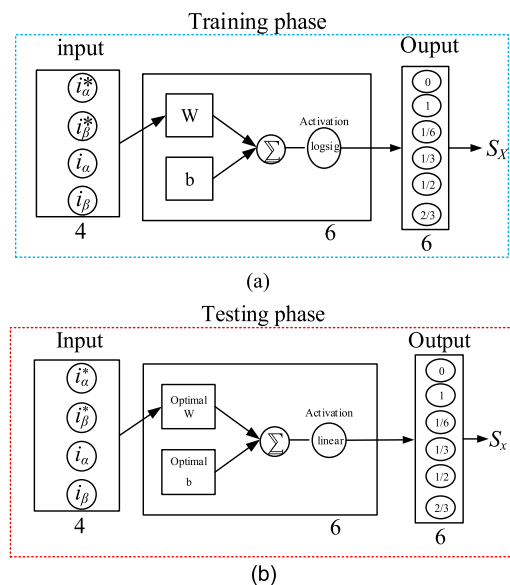 Training phase
input
Ouput
i*α
i*β
iα
iβ
4
W
b
∑
Activation
logsig
6
0
1
1/6
1/3
1/2
2/3
6
SX
(a)
Testing phase
Input
Output
i*α
i*β
iα
iβ
4
Optimal
W
Optimal
b
∑
Activation
linear
6
0
1
1/6
1/3
1/2
2/3
6
Sx
(b)